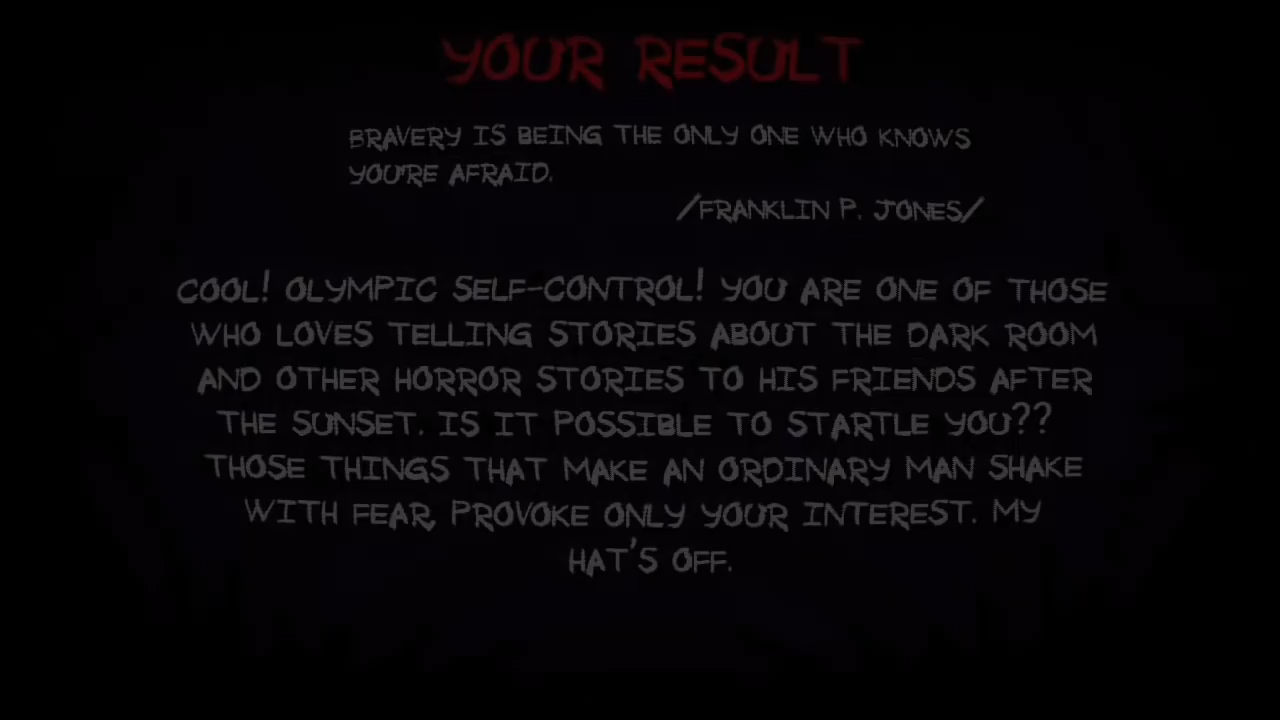 YOUR RESULT
BRAVERY IS BEING THE ONLY ONE WHO KNOWS
YOU'RE AFRAID.
/FRANKLIN P. JONES/
COOL! OLYMPIC SELF-CONTROL! YOU ARE ONE OF THOSE
WHO LOVES TELLING STORIES ABOUT THE DARK ROOM
AND OTHER HORROR STORIES TO HIS FRIENDS AFTER
THE SUNSET. IS IT POSSIBLE TO STARTLE YOU??
THOSE THINGS THAT MAKE AN ORDINARY MAN SHAKE
WITH FEAR, PROVOKE ONLY YOUR INTEREST. MY
HAT'S OFF.